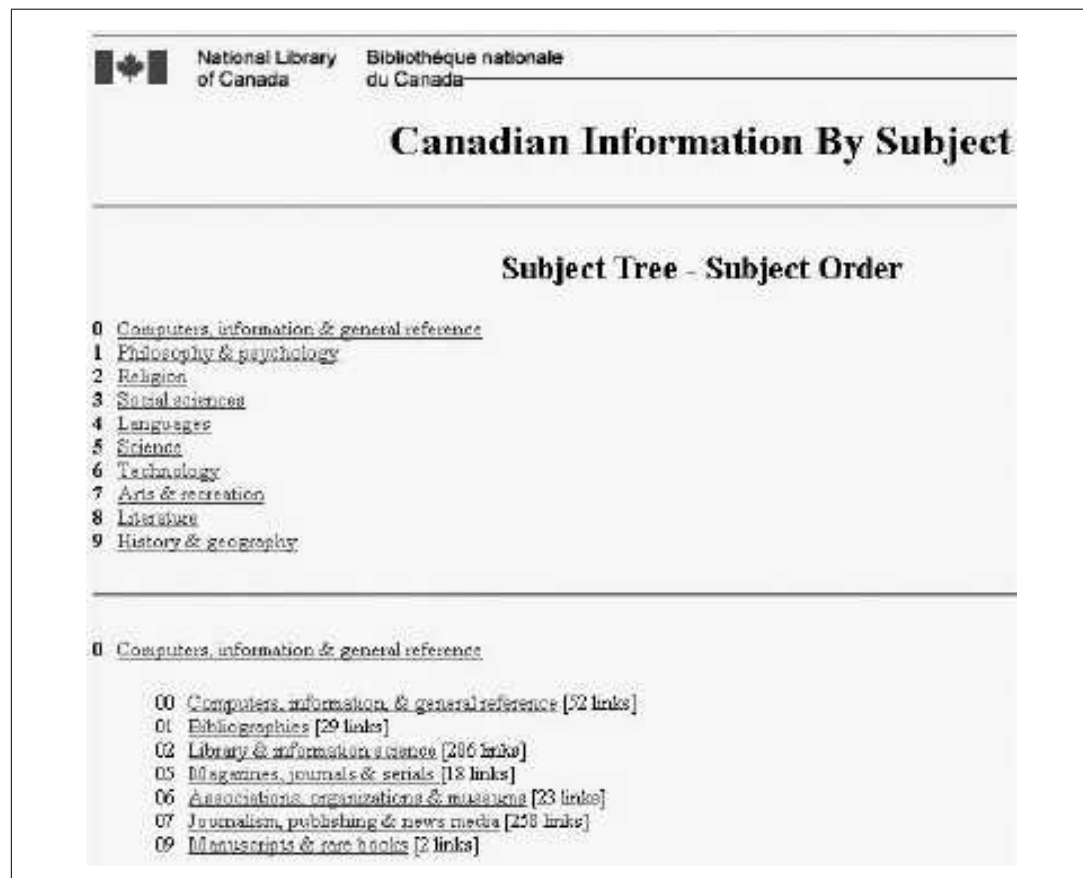 National Library Bibliothèque nationale
of Canada du Canada
Canadian Information By Subject
Subject Tree - Subject Order
0 Computers, information & general reference
1 Philosophy & psychology
2 Religion
3 Social sciences
4 Languages
5 Science
6 Technology
7 Arts & recreation
8 Literature
9 History & geography
0 Computers, information & general reference
00 Computers, information, & general reference [52 links]
01 Bibliographies [29 links]
02 Library & information science [206 links]
05 Magazines, journals & serials [18 links]
06 Associations, organizations & museums [23 links]
07 Journalism, publishing & news media [258 links]
09 Manuscripts & rare books [2 links]